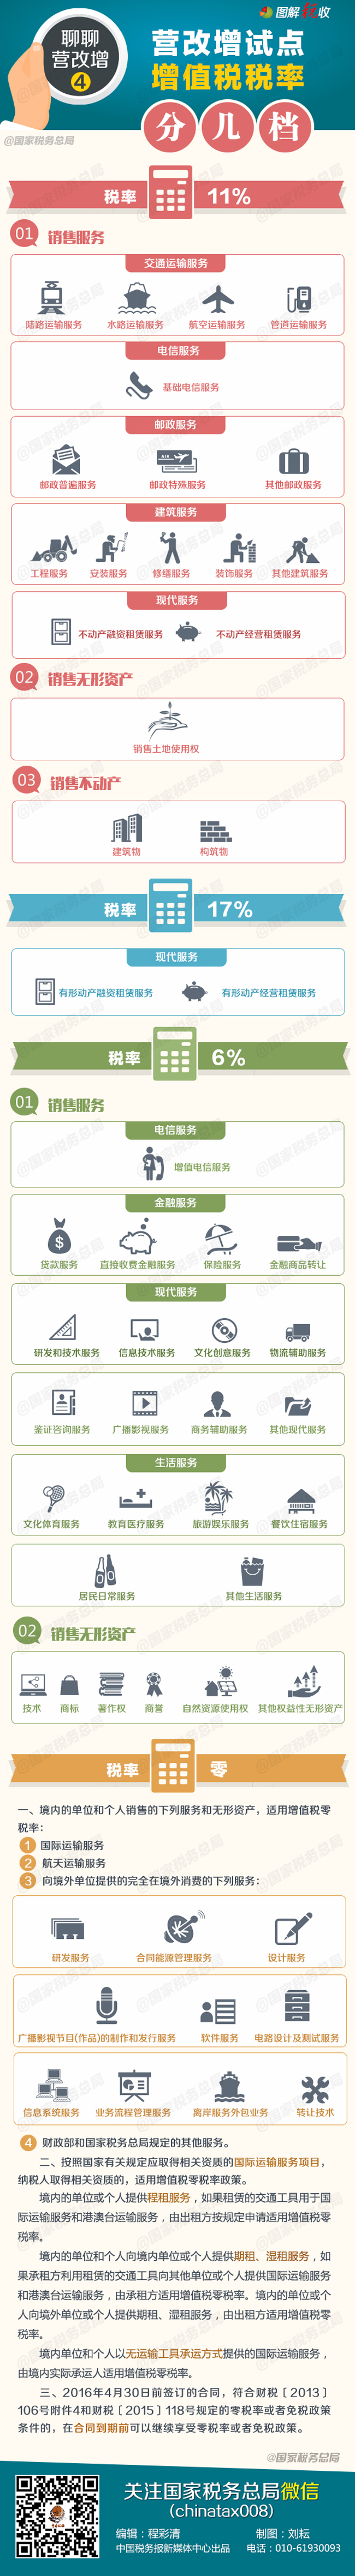 图解税收
聊聊
营改增
4
营改增试点
增值税税率
分几档
@国家税务总局
税率 11%
01 销售服务
交通运输服务
陆路运输服务 水路运输服务 航空运输服务 管道运输服务
电信服务
基础电信服务
邮政服务
邮政普遍服务 邮政特殊服务 其他邮政服务
建筑服务
工程服务 安装服务 修缮服务 装饰服务 其他建筑服务
现代服务
不动产融资租赁服务 不动产经营租赁服务
02 销售无形资产
销售土地使用权
03 销售不动产
建筑物 构筑物
税率 17%
现代服务
有形动产融资租赁服务 有形动产经营租赁服务
税率 6%
01 销售服务
电信服务
增值电信服务
金融服务
贷款服务 直接收费金融服务 保险服务 金融商品转让
现代服务
研发和技术服务 信息技术服务 文化创意服务 物流辅助服务
鉴证咨询服务 广播影视服务 商务辅助服务 其他现代服务
生活服务
文化体育服务 教育医疗服务 旅游娱乐服务 餐饮住宿服务
居民日常服务 其他生活服务
02 销售无形资产
技术 商标 著作权 商誉 自然资源使用权 其他权益性无形资产
税率 零
一、境内的单位和个人销售的下列服务和无形资产，适用增值税零
税率：
1 国际运输服务
2 航天运输服务
3 向境外单位提供的完全在境外消费的下列服务：
研发服务 合同能源管理服务 设计服务
广播影视节目(作品)的制作和发行服务 软件服务 电路设计及测试服务
信息系统服务 业务流程管理服务 离岸服务外包业务 转让技术
4 财政部和国家税务总局规定的其他服务。
二、按照国家有关规定应取得相关资质的国际运输服务项目，
纳税人取得相关资质的，适用增值税零税率政策。
境内的单位或个人提供程租服务，如果租赁的交通工具用于国
际运输服务和港澳台运输服务，由出租方按规定申请适用增值税零
税率。
境内的单位和个人向境内单位或个人提供期租、湿租服务，如
果承租方利用租赁的交通工具向其他单位或个人提供国际运输服务
和港澳台运输服务，由承租方适用增值税零税率。境内的单位或个
人向境外单位或个人提供期租、湿租服务，由出租方适用增值税零
税率。
境内单位和个人以无运输工具承运方式提供的国际运输服务，
由境内实际承运人适用增值税零税率。
三、2016年4月30日前签订的合同，符合财税〔2013〕
106号附件4和财税〔2015〕118号规定的零税率或者免税政策
条件的，在合同到期前可以继续享受零税率或者免税政策。
@国家税务总局
关注国家税务总局微信
(chinatax008)
编辑：程彩清 制图：刘耘
中国税务报新媒体中心出品 电话：010-61930093